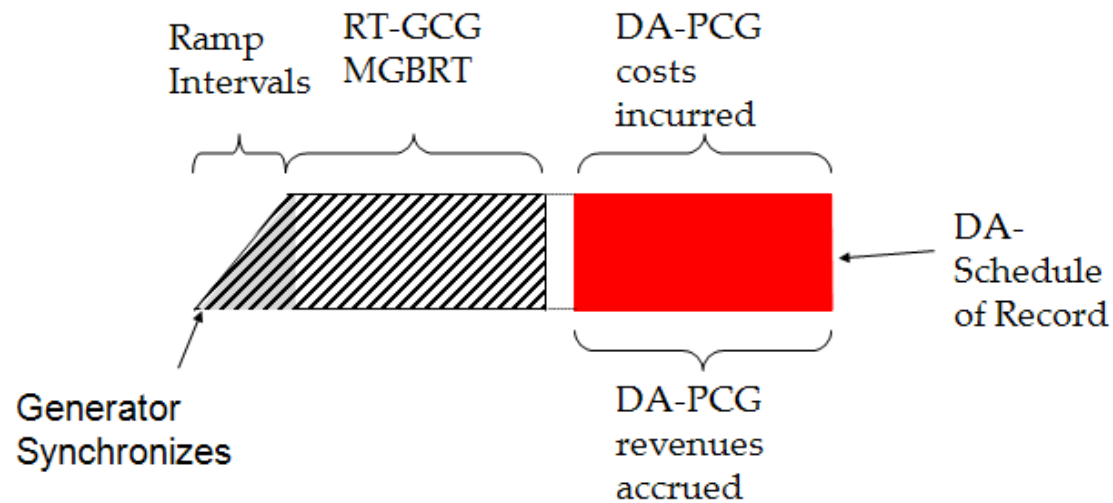 Ramp
Intervals
RT-GCG
MGBRT
DA-PCG
costs
incurred
DA-
Schedule
of Record
Generator
Synchronizes
DA-PCG
revenues
accrued